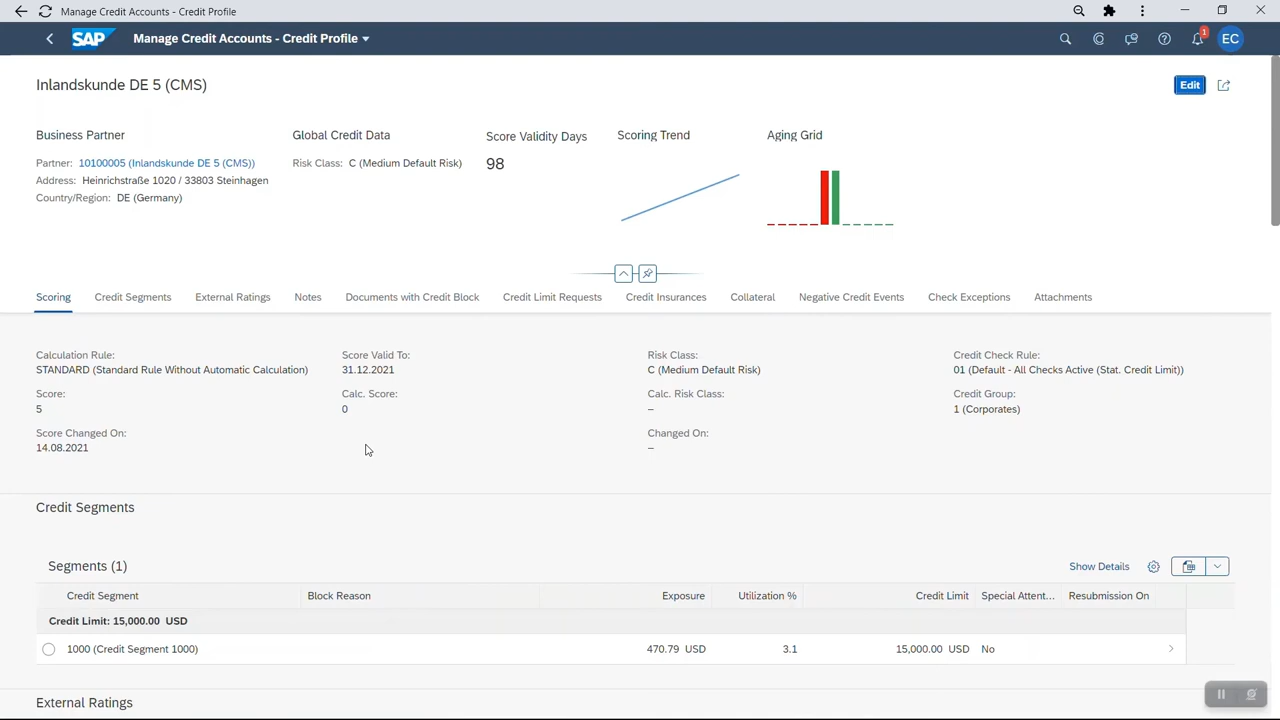 Manage Credit Accounts - Credit Profile
SAP Manage Credit Accounts - Credit Profile
1
EC
Inlandskunde DE 5 (CMS)
Edit
Business Partner
Partner: 10100005 (Inlandskunde DE 5 (CMS))
Address: Heinrichstraße 1020 / 33803 Steinhagen
Country/Region: DE (Germany)
Global Credit Data
Risk Class: C (Medium Default Risk)
Score Validity Days
98
Scoring Trend
Aging Grid
Scoring Credit Segments External Ratings Notes Documents with Credit Block Credit Limit Requests Credit Insurances Collateral Negative Credit Events Check Exceptions Attachments
Calculation Rule:
STANDARD (Standard Rule Without Automatic Calculation)
Score:
5
Score Changed On:
14.08.2021
Score Valid To:
31.12.2021
Calc. Score:
0
Risk Class:
C (Medium Default Risk)
Calc. Risk Class:
–
Changed On:
–
Credit Check Rule:
01 (Default - All Checks Active (Stat. Credit Limit))
Credit Group:
1 (Corporates)
Credit Segments
Segments (1)
Show Details
Credit Segment Block Reason Exposure Utilization % Credit Limit Special Attent... Resubmission On
Credit Limit: 15,000.00 USD
1000 (Credit Segment 1000) 470.79 USD 3.1 15,000.00 USD No
External Ratings